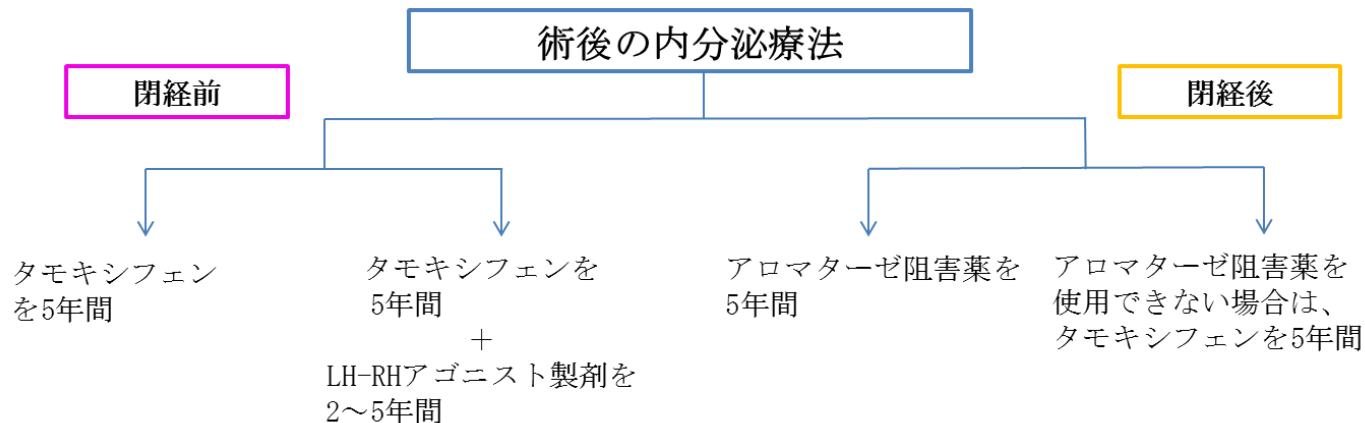 術後の内分泌療法
閉経前
閉経後
タモキシフェン
を5年間
タモキシフェンを
5年間
+
LH-RHアゴニスト製剤を
2～5年間
アロマターゼ阻害薬を
5年間
アロマターゼ阻害薬を
使用できない場合は、
タモキシフェンを5年間